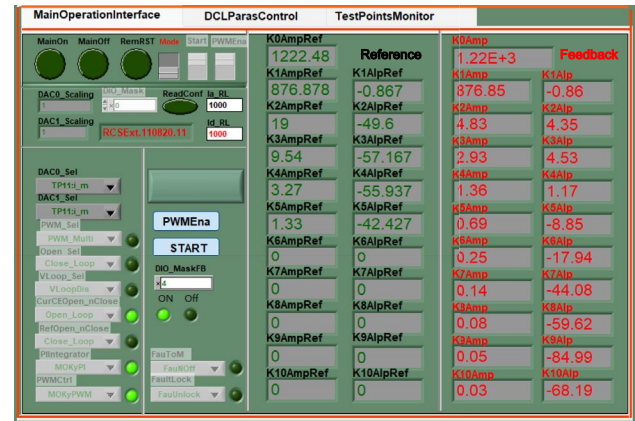 MainOperationInterface DCLParasControl TestPointsMonitor
MainOn MainOff RemRST Mode Start PWMEna
DAC0_Scaling DIO_Mask ReadConf Ia_RL
1 x0 1000
DAC1_Scaling Id_RL
1 RCSExt.110820.11 1000
DAC0_Sel
TP11:i_m
DAC1_Sel
TP11:i_m
PWM_Sel
PWM_Multi
Open_Sel
Close_Loop
VLoop_Sel
VLoopDis
CurCEOpen_nClose
Open_Loop
RefOpen_nClose
Close_Loop
PIIntegrator
MOKyPI
PWMCtrl
MOKyPWM
PWMEna
START
DIO_MaskFB
x4
ON Off
FauToM
FauNOff
FaultLock
FauUnlock
K0AmpRef
1222.48 Reference
K1AmpRef K1AlpRef
876.878 -0.867
K2AmpRef K2AlpRef
19 -49.6
K3AmpRef K3AlpRef
9.54 -57.167
K4AmpRef K4AlpRef
3.27 -55.937
K5AmpRef K5AlpRef
1.33 -42.427
K6AmpRef K6AlpRef
0 0
K7AmpRef K7AlpRef
0 0
K8AmpRef K8AlpRef
0 0
K9AmpRef K9AlpRef
0 0
K10AmpRef K10AlpRef
0 0
K0Amp
1.22E+3 Feedback
K1Amp K1Alp
876.85 -0.86
K2Amp K2Alp
4.83 4.35
K3Amp K3Alp
2.93 4.53
K4Amp K4Alp
1.36 1.17
K5Amp K5Alp
0.69 -8.85
K6Amp K6Alp
0.25 -17.94
K7Amp K7Alp
0.14 -44.08
K8Amp K8Alp
0.08 -59.62
K9Amp K9Alp
0.05 -84.99
K10Amp K10Alp
0.03 -68.19